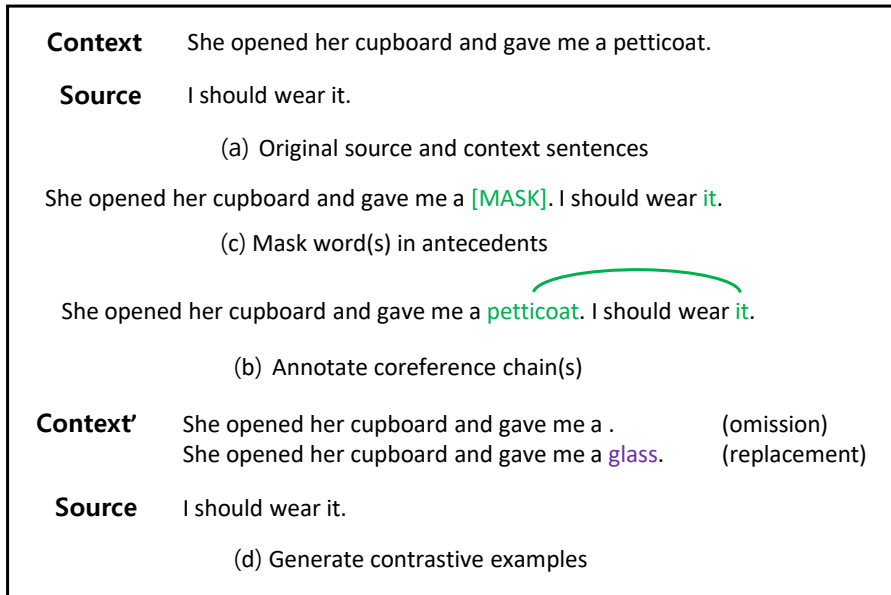 Context She opened her cupboard and gave me a petticoat.
Source I should wear it.
(a) Original source and context sentences
She opened her cupboard and gave me a [MASK]. I should wear it.
(c) Mask word(s) in antecedents
She opened her cupboard and gave me a petticoat. I should wear it.
(b) Annotate coreference chain(s)
Context’ She opened her cupboard and gave me a . (omission)
She opened her cupboard and gave me a glass. (replacement)
Source I should wear it.
(d) Generate contrastive examples